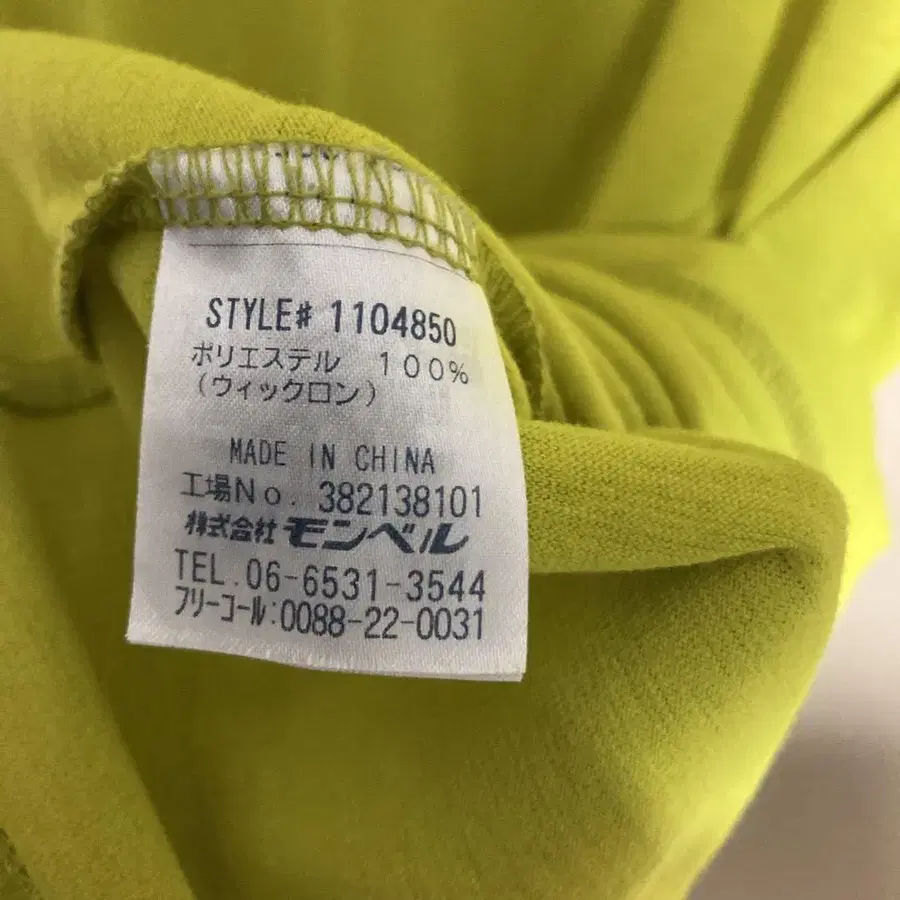 STYLE# 1104850
ポリエステル　100%
(ウィックロン)
MADE IN CHINA
工場No. 382138101
株式会社 モンベル
TEL.06-6531-3544
フリーコール:0088-22-0031